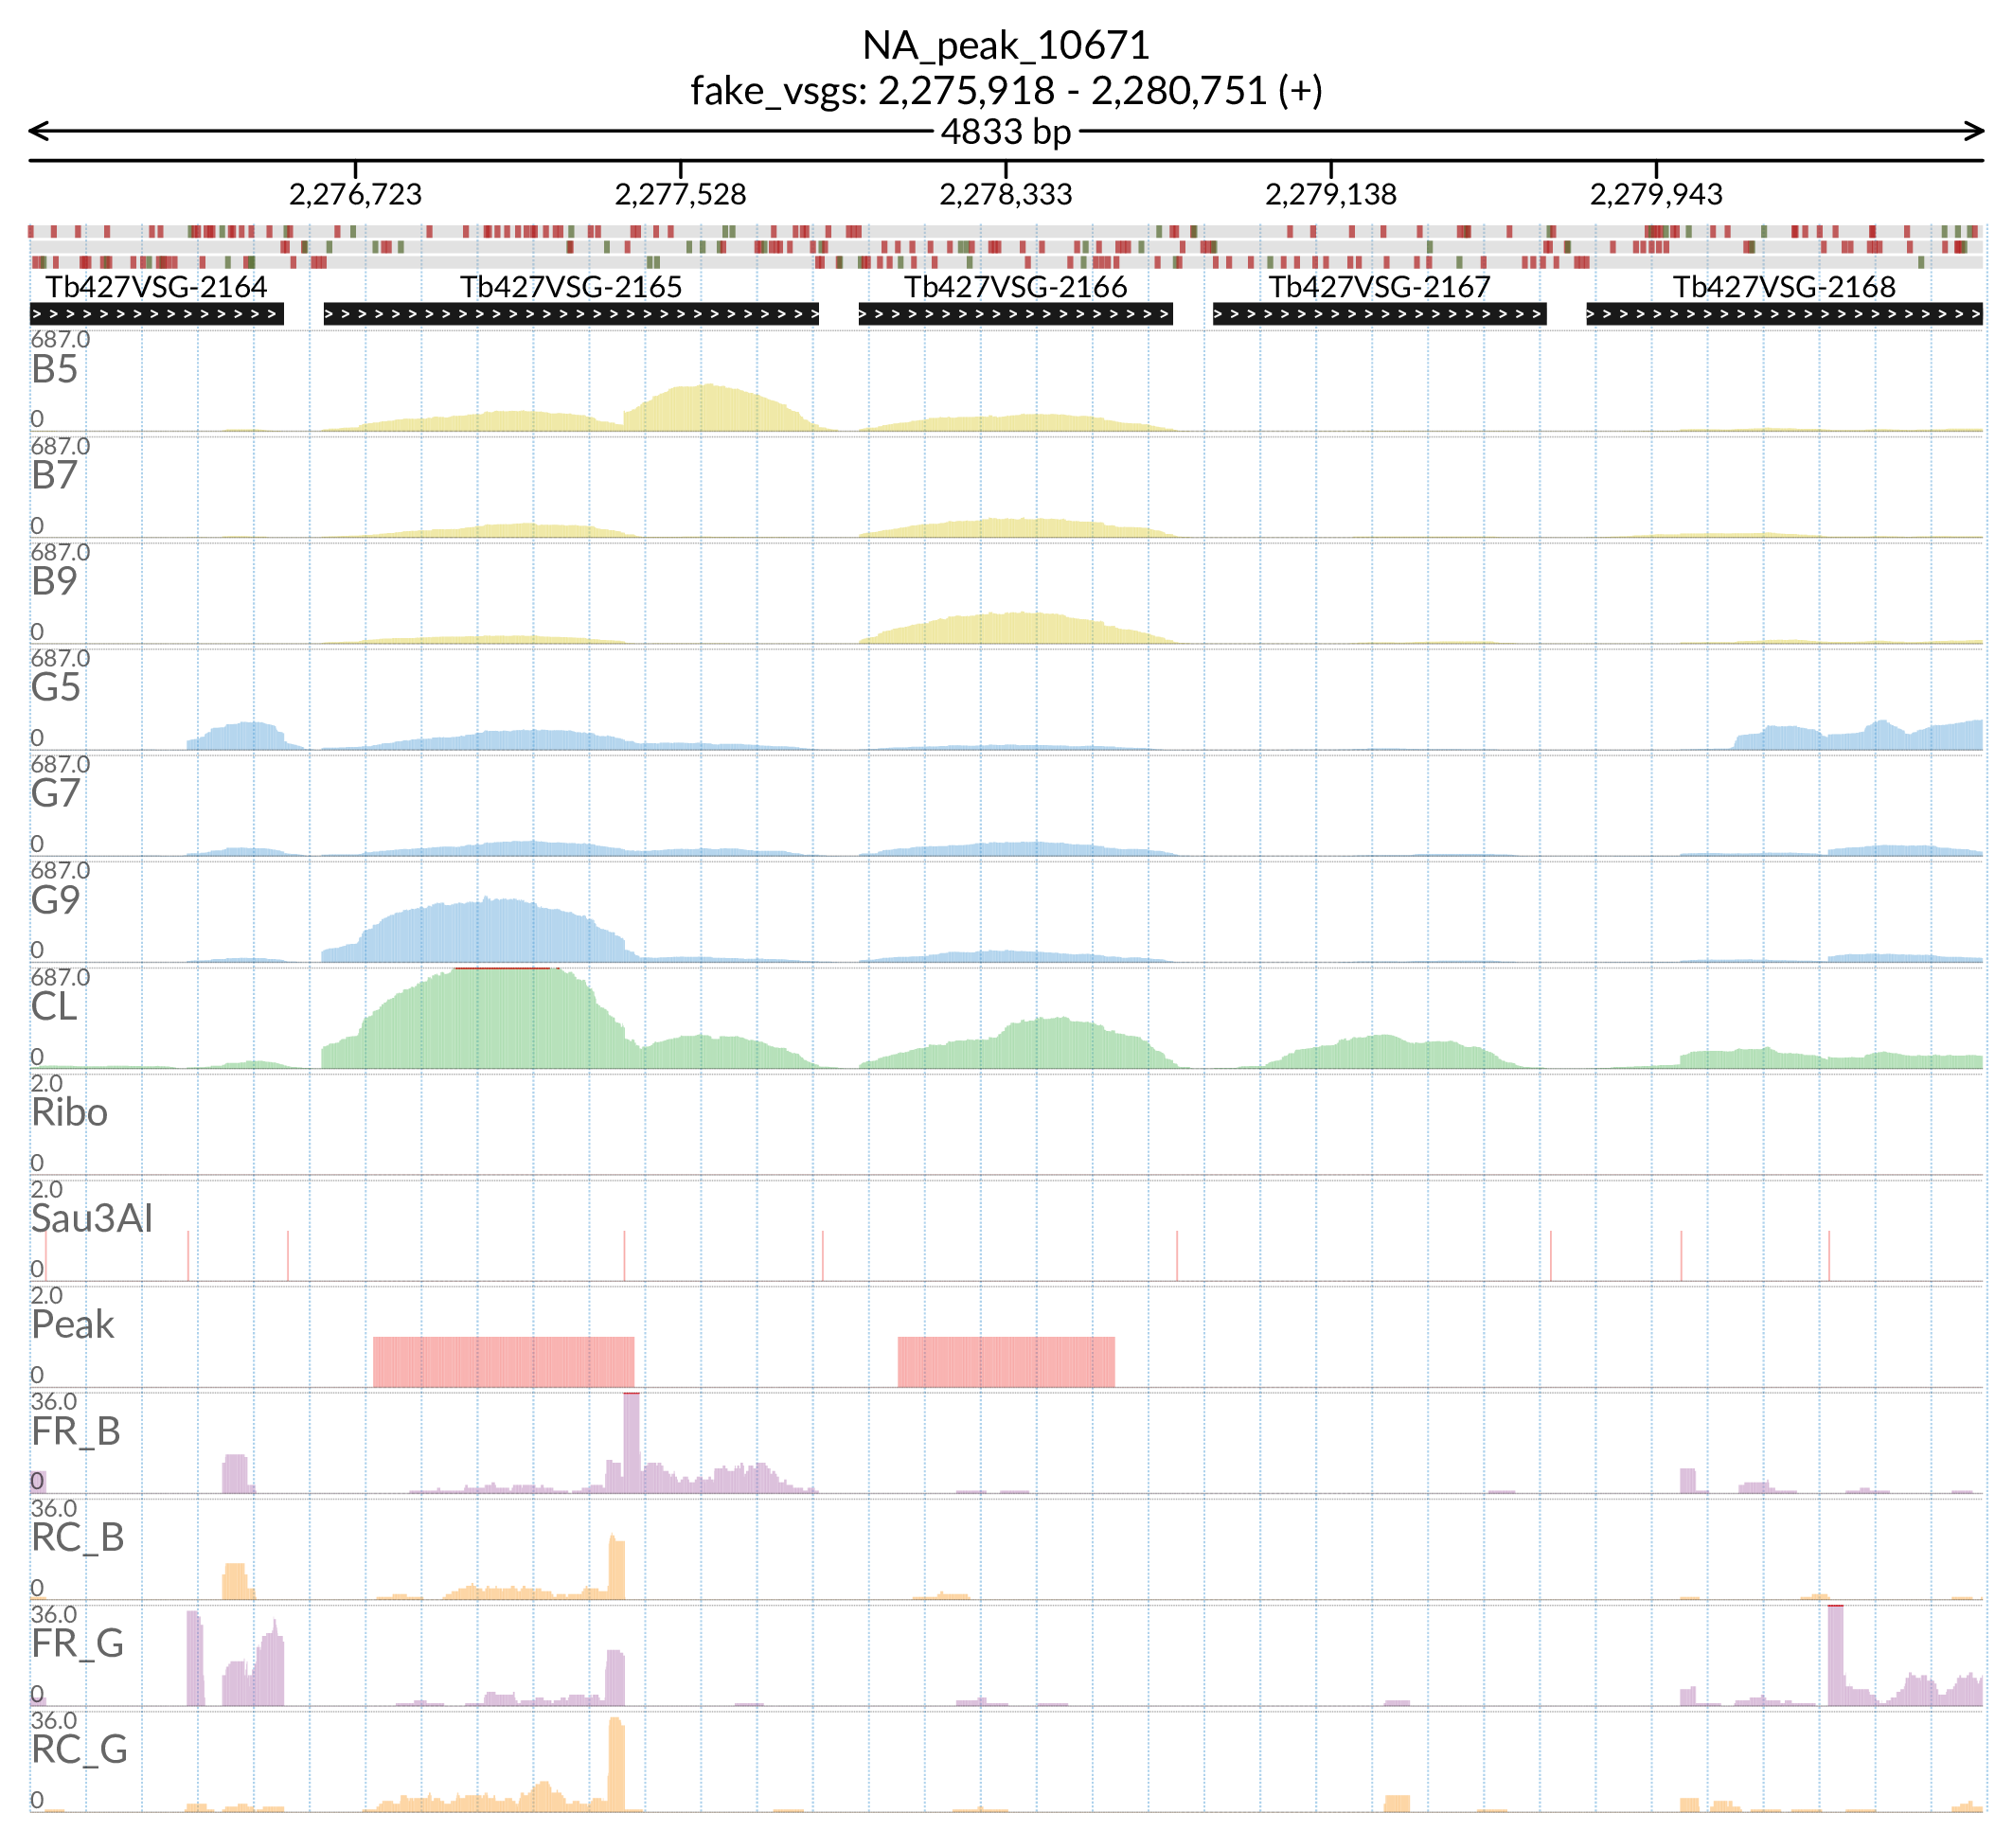 NA_peak_10671
fake_vsgs: 2,275,918 - 2,280,751 (+)
4833 bp
2,276,723 2,277,528 2,278,333 2,279,138 2,279,943
Tb427VSG-2164 Tb427VSG-2165 Tb427VSG-2166 Tb427VSG-2167 Tb427VSG-2168
687.0
B5
0
687.0
B7
0
687.0
B9
0
687.0
G5
0
687.0
G7
0
687.0
G9
0
687.0
CL
0
2.0
Ribo
0
2.0
Sau3AI
0
2.0
Peak
0
36.0
FR_B
0
36.0
RC_B
0
36.0
FR_G
0
36.0
RC_G
0